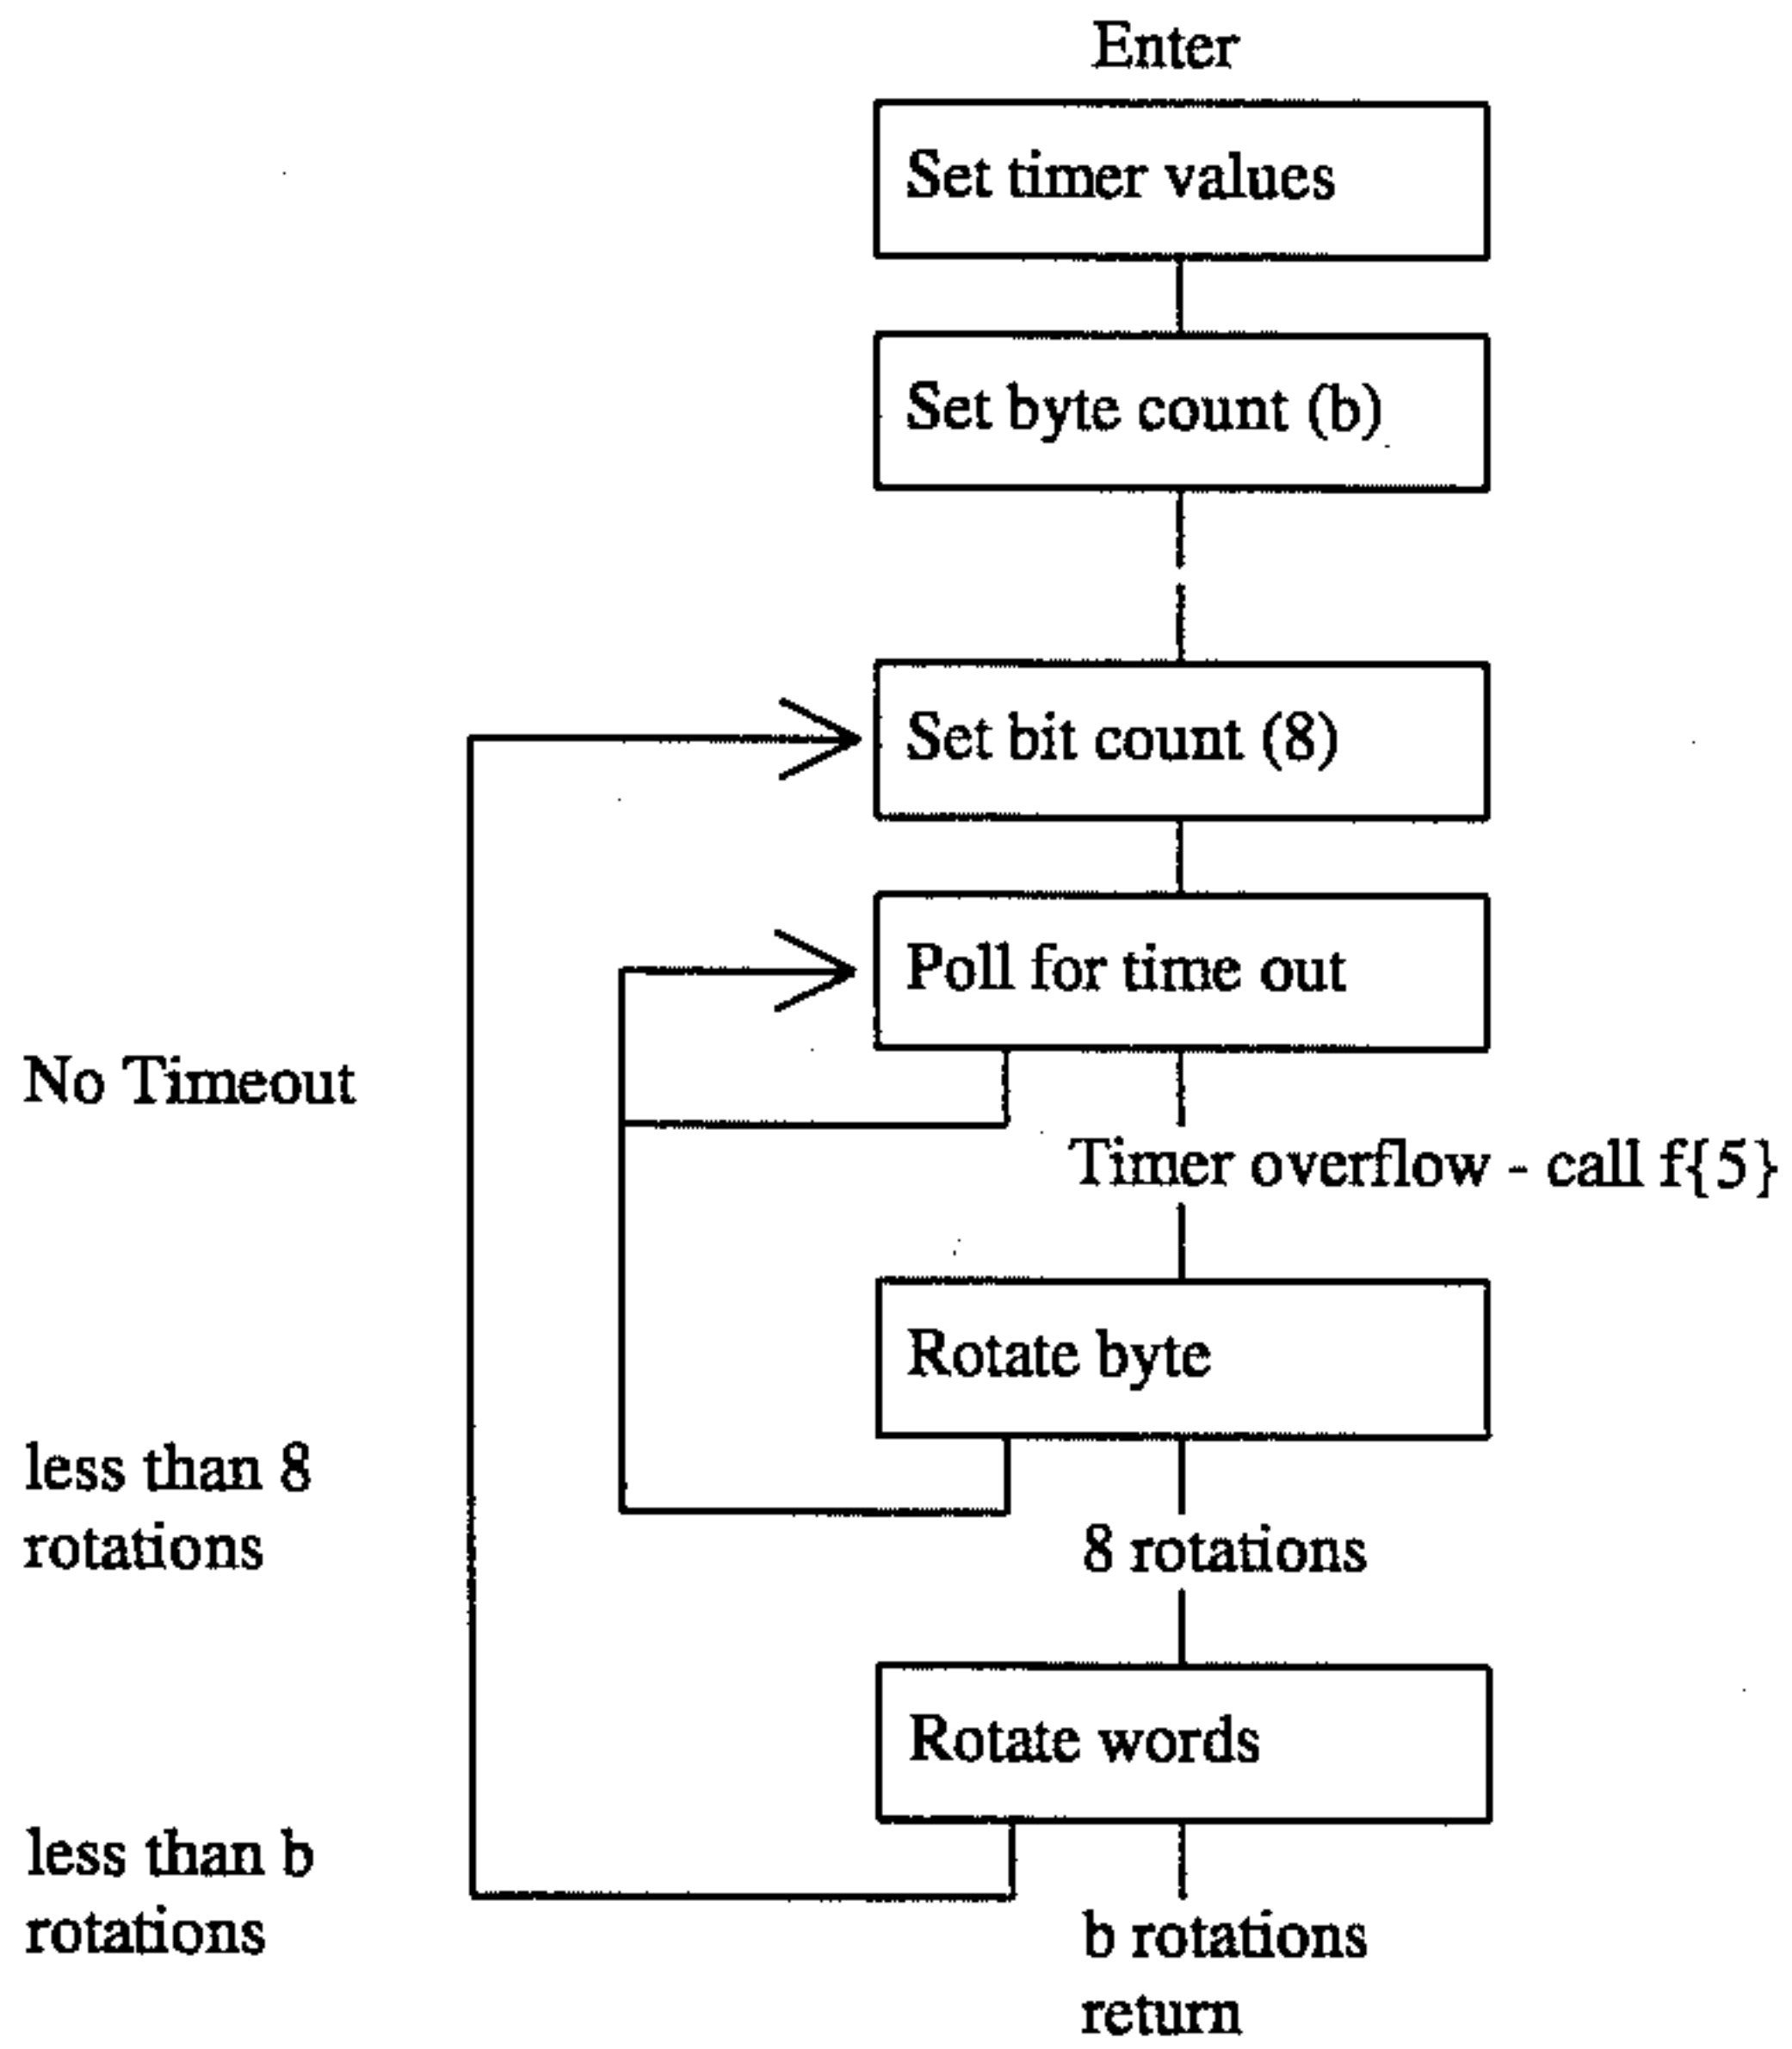 Enter
Set timer values
Set byte count (b)
Set bit count (8)
Poll for time out
No Timeout
Timer overflow - call f{5}
Rotate byte
less than 8
rotations
8 rotations
Rotate words
less than b
rotations
b rotations
return